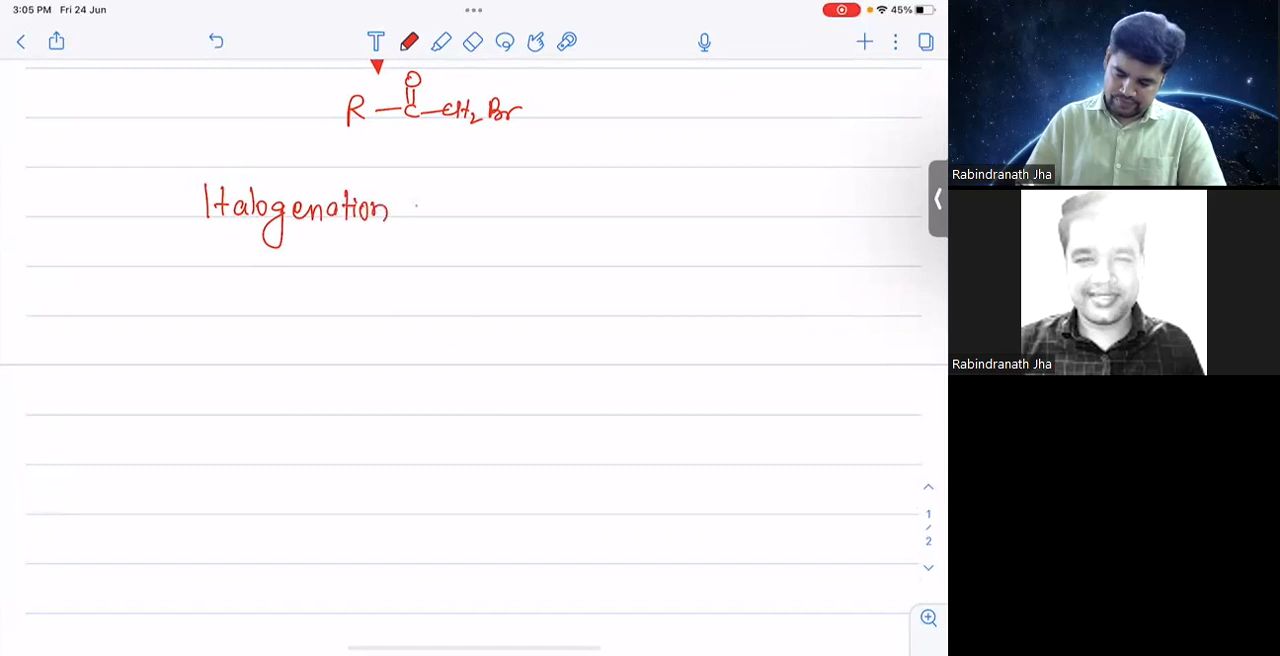 3:05 PM Fri 24 Jun
45%
T
O
R — C — CH₂ Br
Halogenation
1
2
Rabindranath Jha
Rabindranath Jha